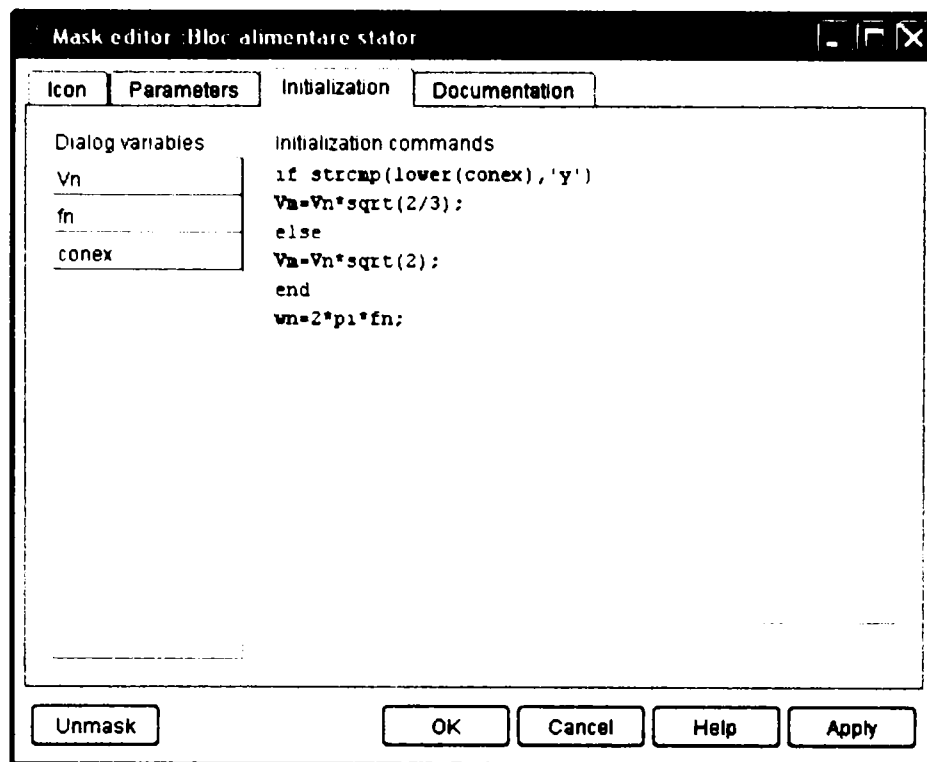 Mask editor :Bloc alimentare stator
Icon Parameters Initialization Documentation
Dialog variables
Vn
fn
conex
Initialization commands
if strcmp(lower(conex),'y')
Vm=Vn*sqrt(2/3);
else
Vm=Vn*sqrt(2);
end
wn=2*pi*fn;
Unmask OK Cancel Help Apply